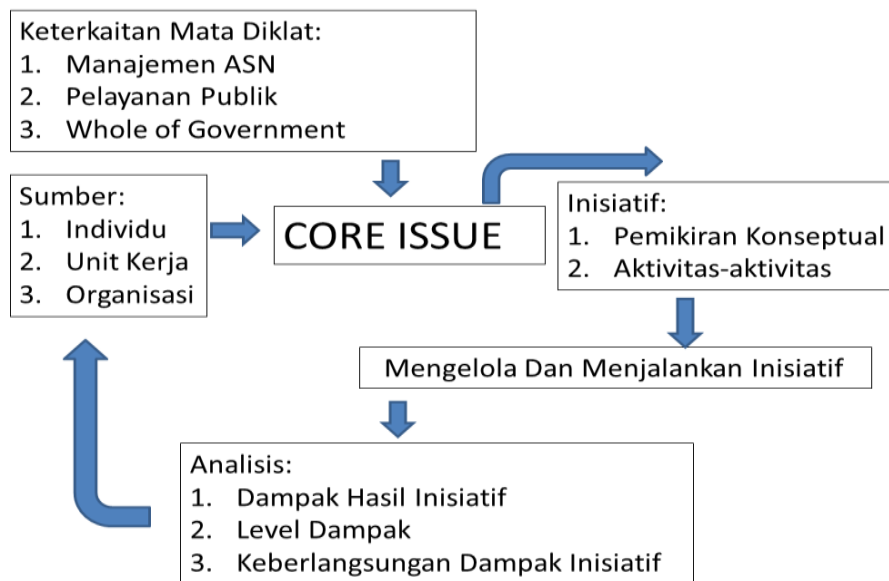 Keterkaitan Mata Diklat:
1. Manajemen ASN
2. Pelayanan Publik
3. Whole of Government
Sumber:
1. Individu
2. Unit Kerja
3. Organisasi
CORE ISSUE
Inisiatif:
1. Pemikiran Konseptual
2. Aktivitas-aktivitas
Mengelola Dan Menjalankan Inisiatif
Analisis:
1. Dampak Hasil Inisiatif
2. Level Dampak
3. Keberlangsungan Dampak Inisiatif